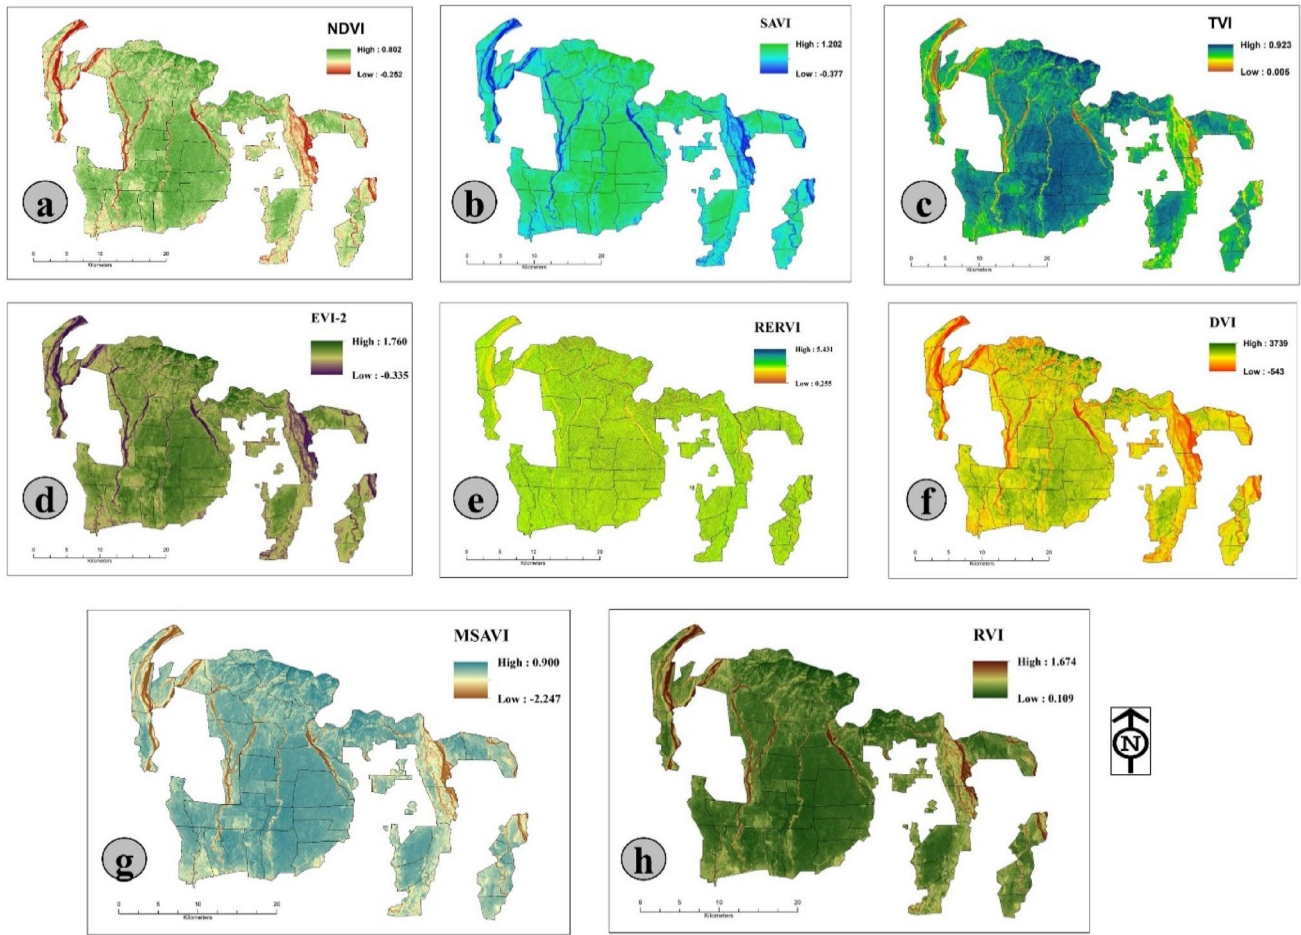 NDVI
High : 0.802
Low : -0.252
a
0 5 10 20
Kilometers
SAVI
High : 1.202
Low : -0.377
b
0 5 10 20
Kilometers
TVI
High : 0.923
Low : 0.005
c
0 5 10 20
Kilometers
EVI-2
High : 1.760
Low : -0.335
d
0 5 10 20
Kilometers
RERVI
High : 5.431
Low : 0.255
e
0 5 10 20
Kilometers
DVI
High : 3739
Low : -543
f
0 5 10 20
Kilometers
MSAVI
High : 0.900
Low : -2.247
g
0 5 10 20
Kilometers
RVI
High : 1.674
Low : 0.109
h
0 5 10 20
Kilometers
N